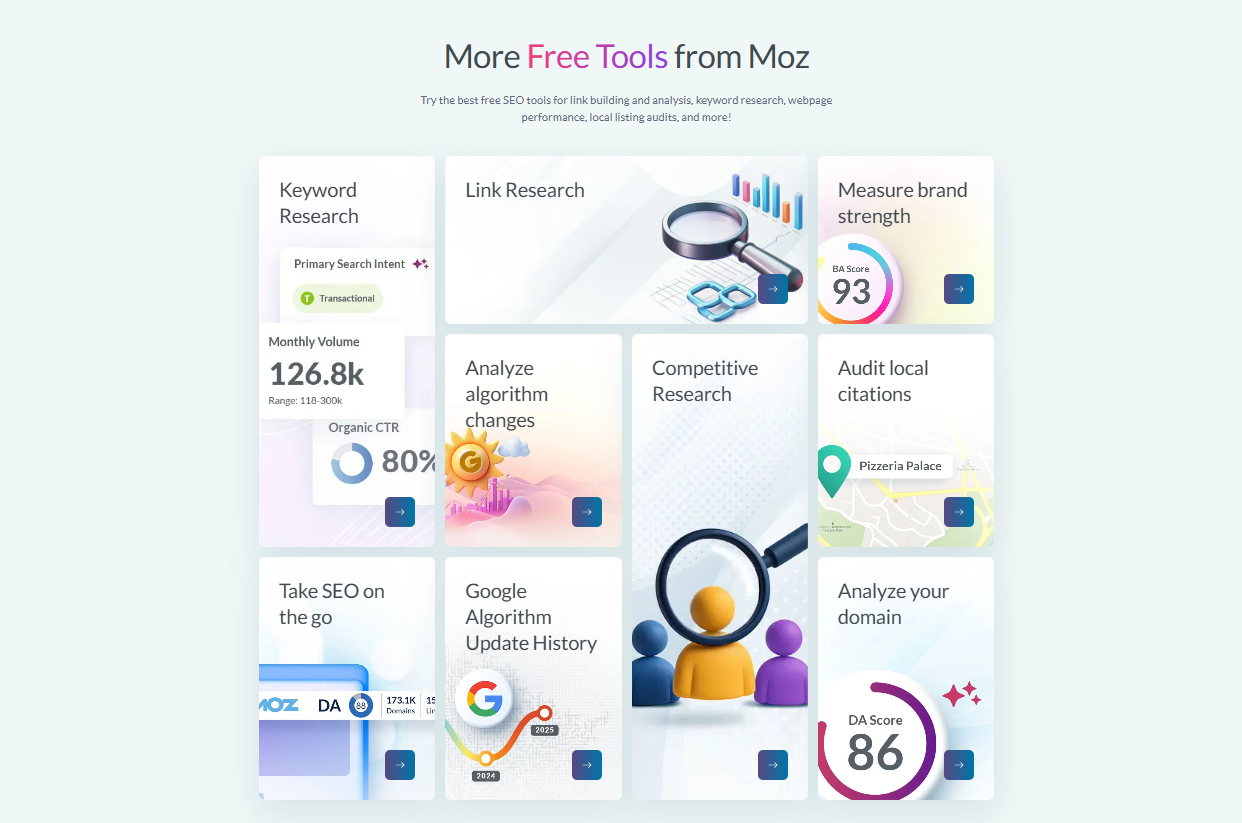 More Free Tools from Moz
Try the best free SEO tools for link building and analysis, keyword research, webpage
performance, local listing audits, and more!
Keyword
Research
Primary Search Intent
T Transactional
Monthly Volume
126.8k
Range: 118-300k
Organic CTR
80%
Link Research
Measure brand
strength
BA Score
93
Analyze
algorithm
changes
G
Competitive
Research
Audit local
citations
Pizzeria Palace
Take SEO on
the go
MOZ DA 88 173.1K
Domains
Google
Algorithm
Update History
G
2025
2024
Analyze your
domain
DA Score
86